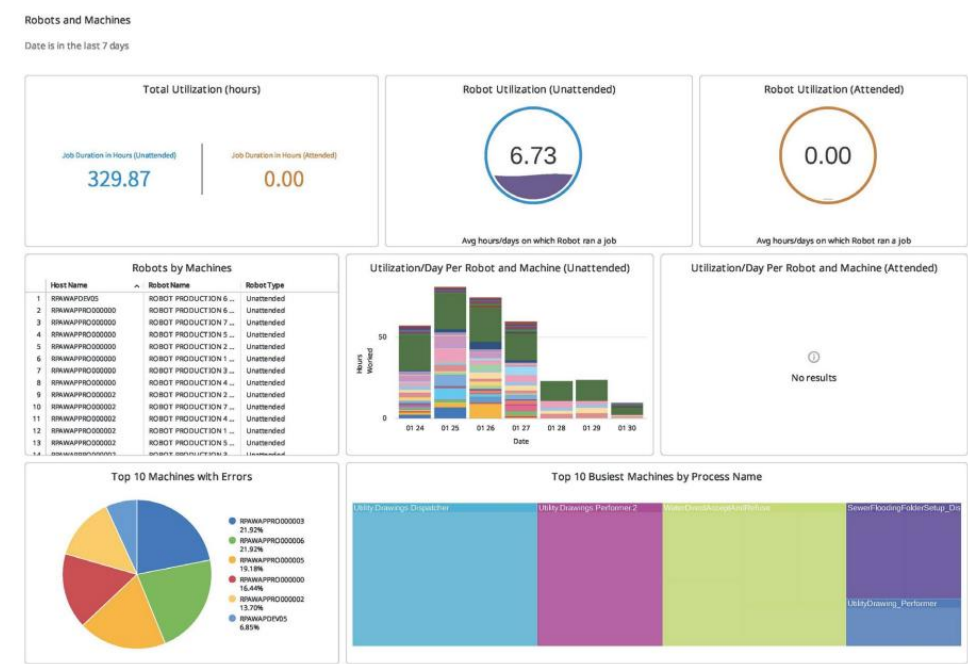 Robots and Machines
Date is in the last 7 days
Total Utilization (hours)
Job Duration in Hours (Unattended)
329.87
Job Duration in Hours (Attended)
0.00
Robot Utilization (Unattended)
6.73
Avg hours/days on which Robot ran a job
Robot Utilization (Attended)
0.00
Avg hours/days on which Robot ran a job
Robots by Machines
Host Name Robot Name Robot Type
1 RPAWAPDEV05 ROBOT PRODUCTION 6 ... Unattended
2 RPAWAPPRO000000 ROBOT PRODUCTION 6 ... Unattended
3 RPAWAPPRO000000 ROBOT PRODUCTION 7 ... Unattended
4 RPAWAPPRO000000 ROBOT PRODUCTION 5 ... Unattended
5 RPAWAPPRO000000 ROBOT PRODUCTION 2 ... Unattended
6 RPAWAPPRO000000 ROBOT PRODUCTION 1 ... Unattended
7 RPAWAPPRO000000 ROBOT PRODUCTION 3 ... Unattended
8 RPAWAPPRO000000 ROBOT PRODUCTION 4 ... Unattended
9 RPAWAPPRO000002 ROBOT PRODUCTION 2 ... Unattended
10 RPAWAPPRO000002 ROBOT PRODUCTION 7 ... Unattended
11 RPAWAPPRO000002 ROBOT PRODUCTION 4 ... Unattended
12 RPAWAPPRO000002 ROBOT PRODUCTION 1 ... Unattended
13 RPAWAPPRO000002 ROBOT PRODUCTION 5 ... Unattended
Utilization/Day Per Robot and Machine (Unattended)
Hours Worked
50
0
01 24 01 25 01 26 01 27 01 28 01 29 01 30
Date
Utilization/Day Per Robot and Machine (Attended)
No results
Top 10 Machines with Errors
RPAWAPPRO000003
21.92%
RPAWAPPRO000006
21.92%
RPAWAPPRO000005
19.18%
RPAWAPPRO000000
16.44%
RPAWAPPRO000002
13.70%
RPAWAPDEV05
6.85%
Top 10 Busiest Machines by Process Name
Utility Drawings Dispatcher
Utility Drawings Performer.2
SewerFloodingFolderSetup_Dis
UtilityDrawing_Performer